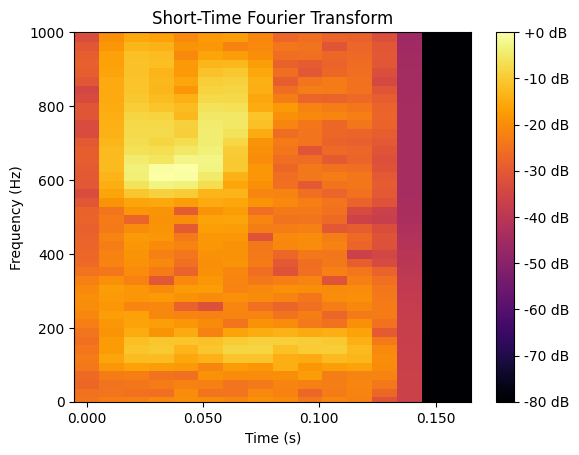 Short-Time Fourier Transform
1000
800
600
400
200
0
Frequency (Hz)
0.000
0.050
0.100
0.150
Time (s)
+0 dB
-10 dB
-20 dB
-30 dB
-40 dB
-50 dB
-60 dB
-70 dB
-80 dB